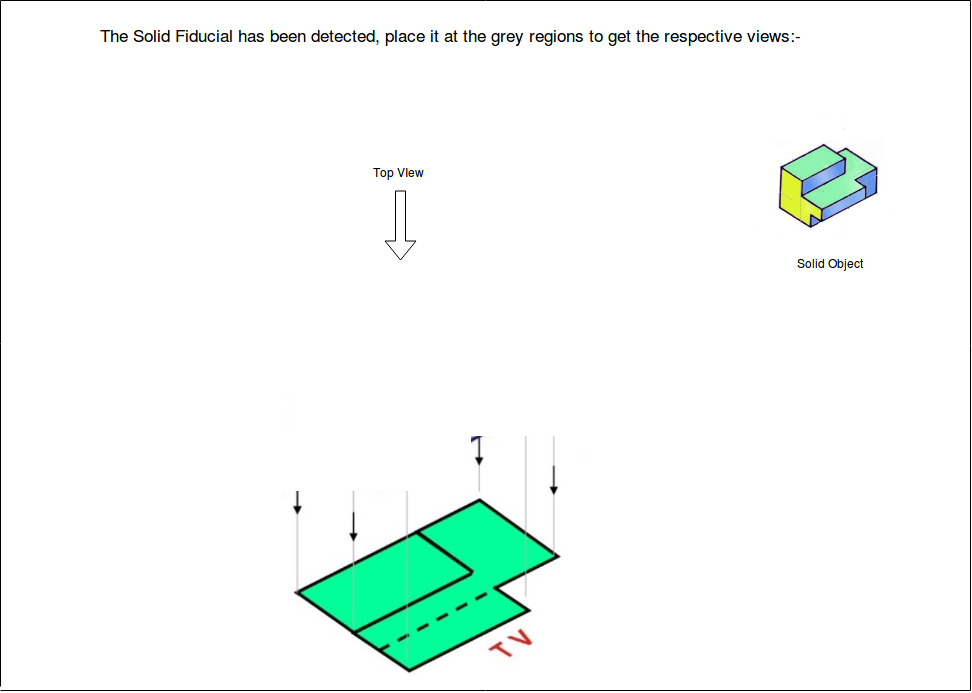 The Solid Fiducial has been detected, place it at the grey regions to get the respective views:-
Top VIew
Solid Object
TV